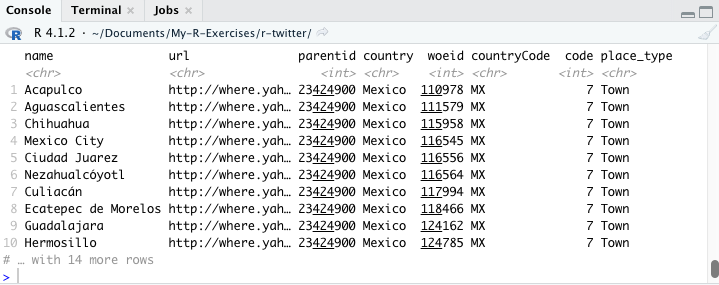 Console Terminal × Jobs ×
R 4.1.2 · ~/Documents/My-R-Exercises/r-twitter/
name url parentid country woeid countryCode code place_type
<chr> <chr> <int> <chr> <int> <chr> <int> <chr>
1 Acapulco http://where.yah… 23424900 Mexico 110978 MX 7 Town
2 Aguascalientes http://where.yah… 23424900 Mexico 111579 MX 7 Town
3 Chihuahua http://where.yah… 23424900 Mexico 115958 MX 7 Town
4 Mexico City http://where.yah… 23424900 Mexico 116545 MX 7 Town
5 Ciudad Juarez http://where.yah… 23424900 Mexico 116556 MX 7 Town
6 Nezahualcóyotl http://where.yah… 23424900 Mexico 116564 MX 7 Town
7 Culiacán http://where.yah… 23424900 Mexico 117994 MX 7 Town
8 Ecatepec de Morelos http://where.yah… 23424900 Mexico 118466 MX 7 Town
9 Guadalajara http://where.yah… 23424900 Mexico 124162 MX 7 Town
10 Hermosillo http://where.yah… 23424900 Mexico 124785 MX 7 Town
# … with 14 more rows
>